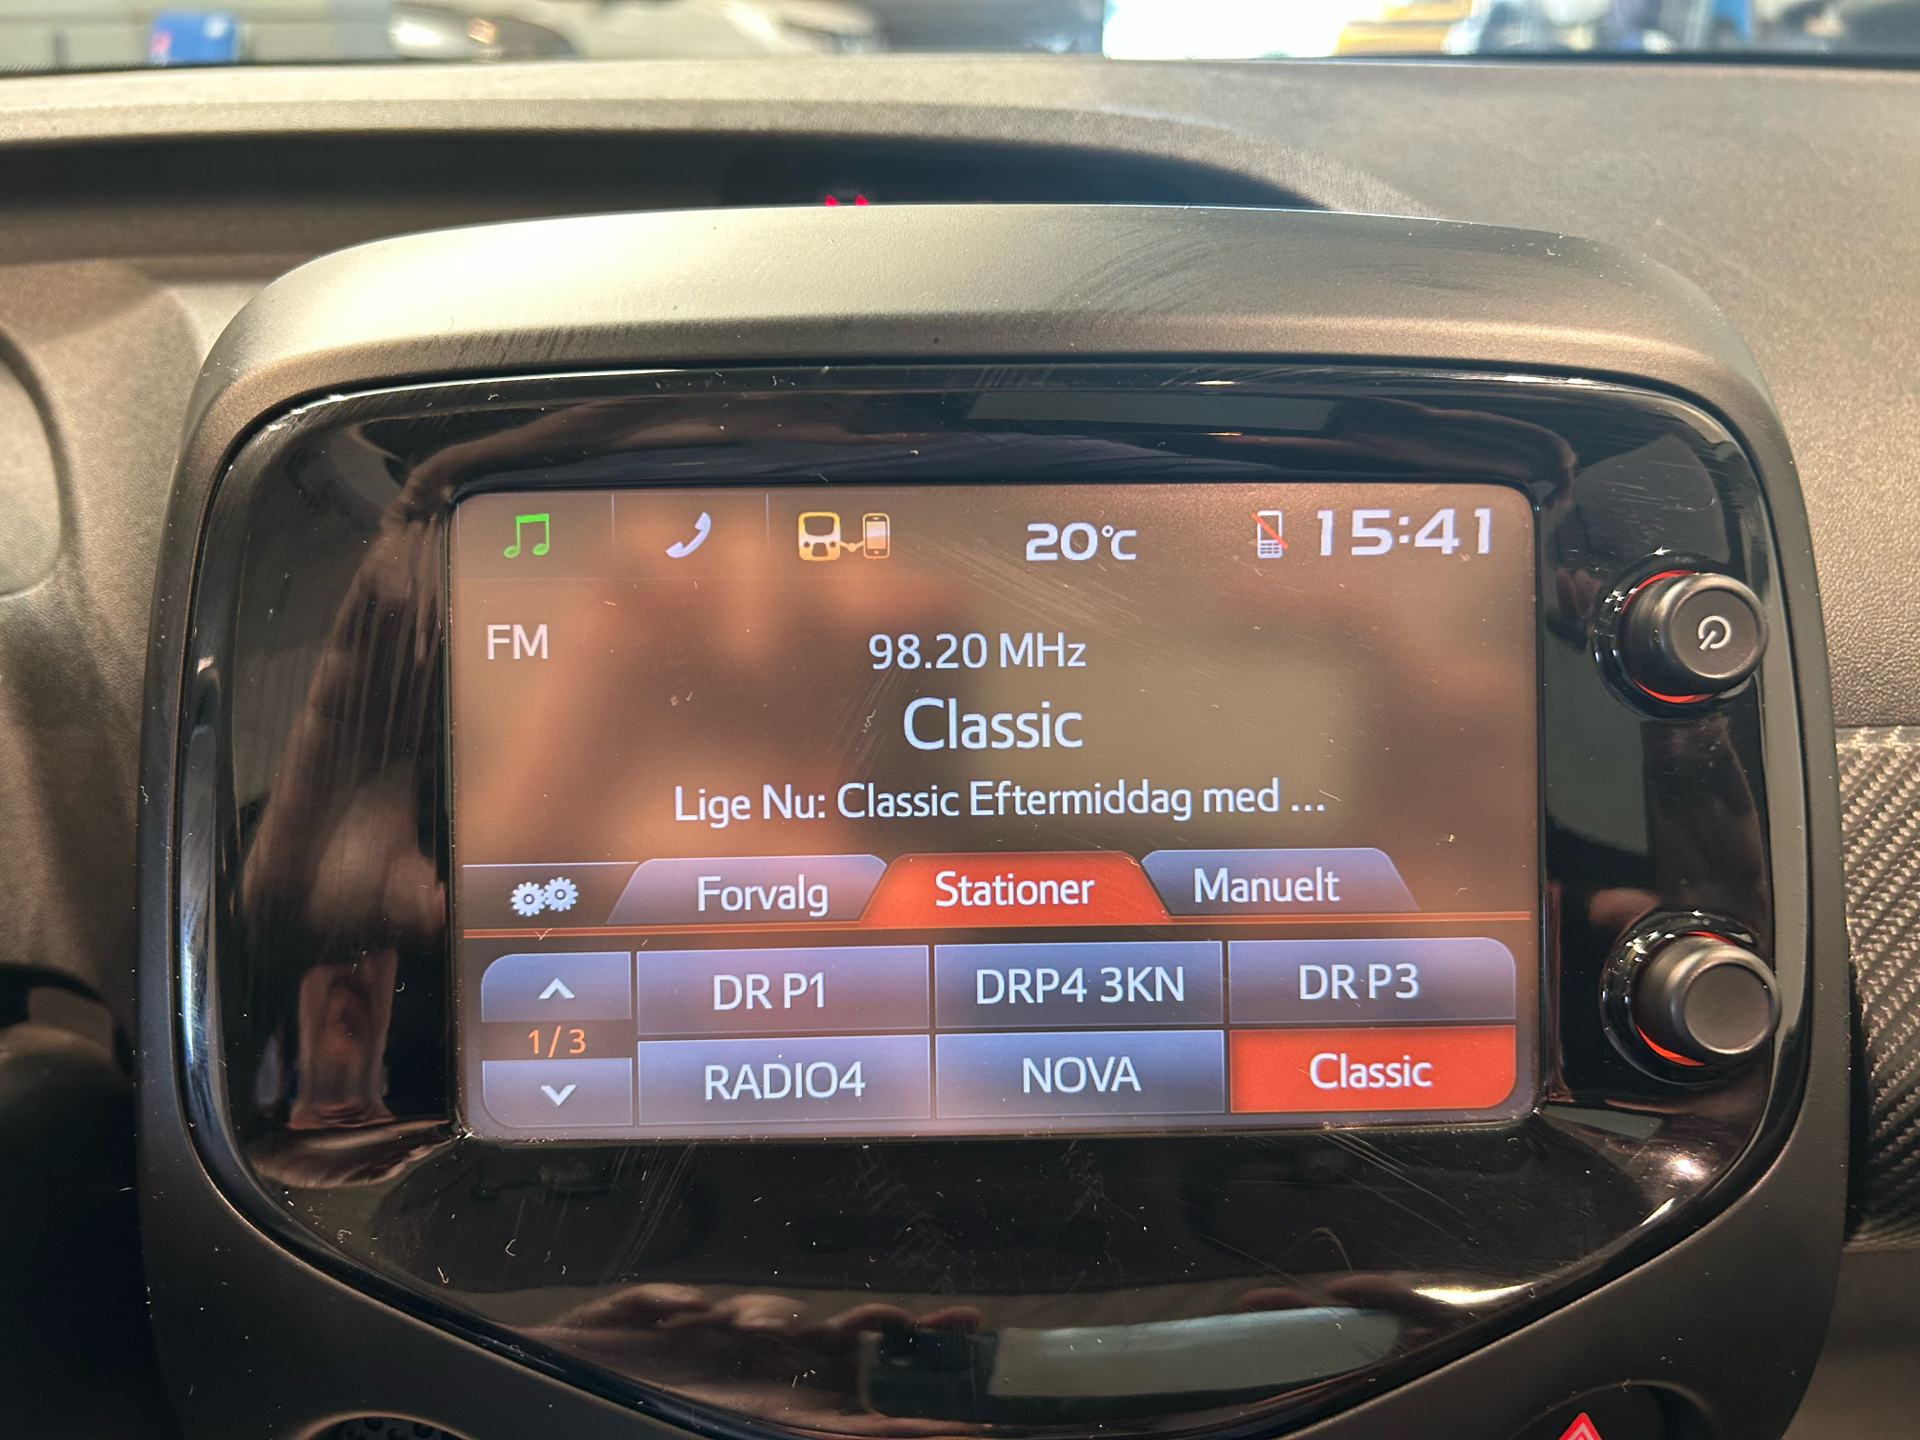 20°C
15:41
FM
98.20 MHz
Classic
Lige Nu: Classic Eftermiddag med ...
Forvalg
Stationer
Manuelt
DR P1
DRP4 3KN
DR P3
1/3
RADIO4
NOVA
Classic